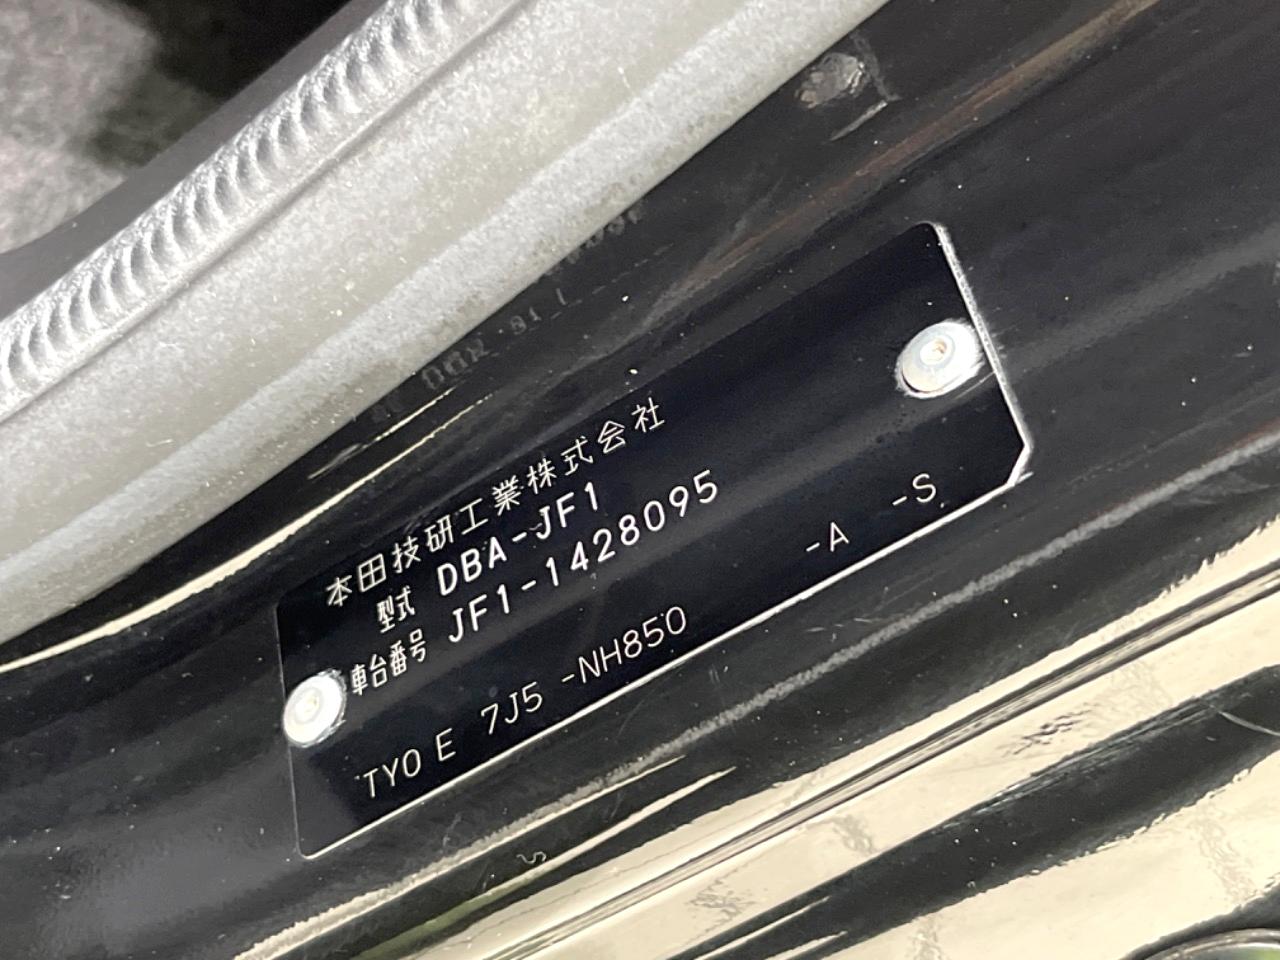 本田技研工業株式会社
型式 DBA-JF1
車台番号 JF1-1428095
TY0 E 7J5 -NH850 -A -S